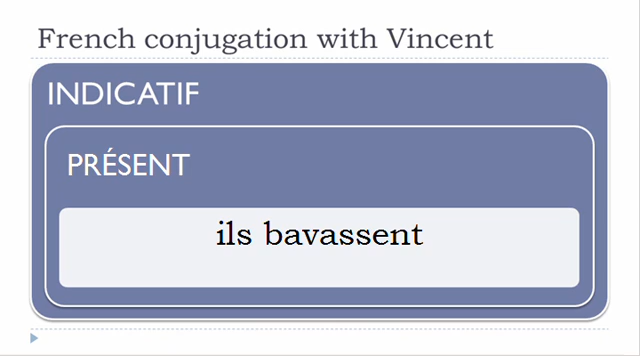 French conjugation with Vincent
INDICATIF
PRÉSENT
ils bavassent